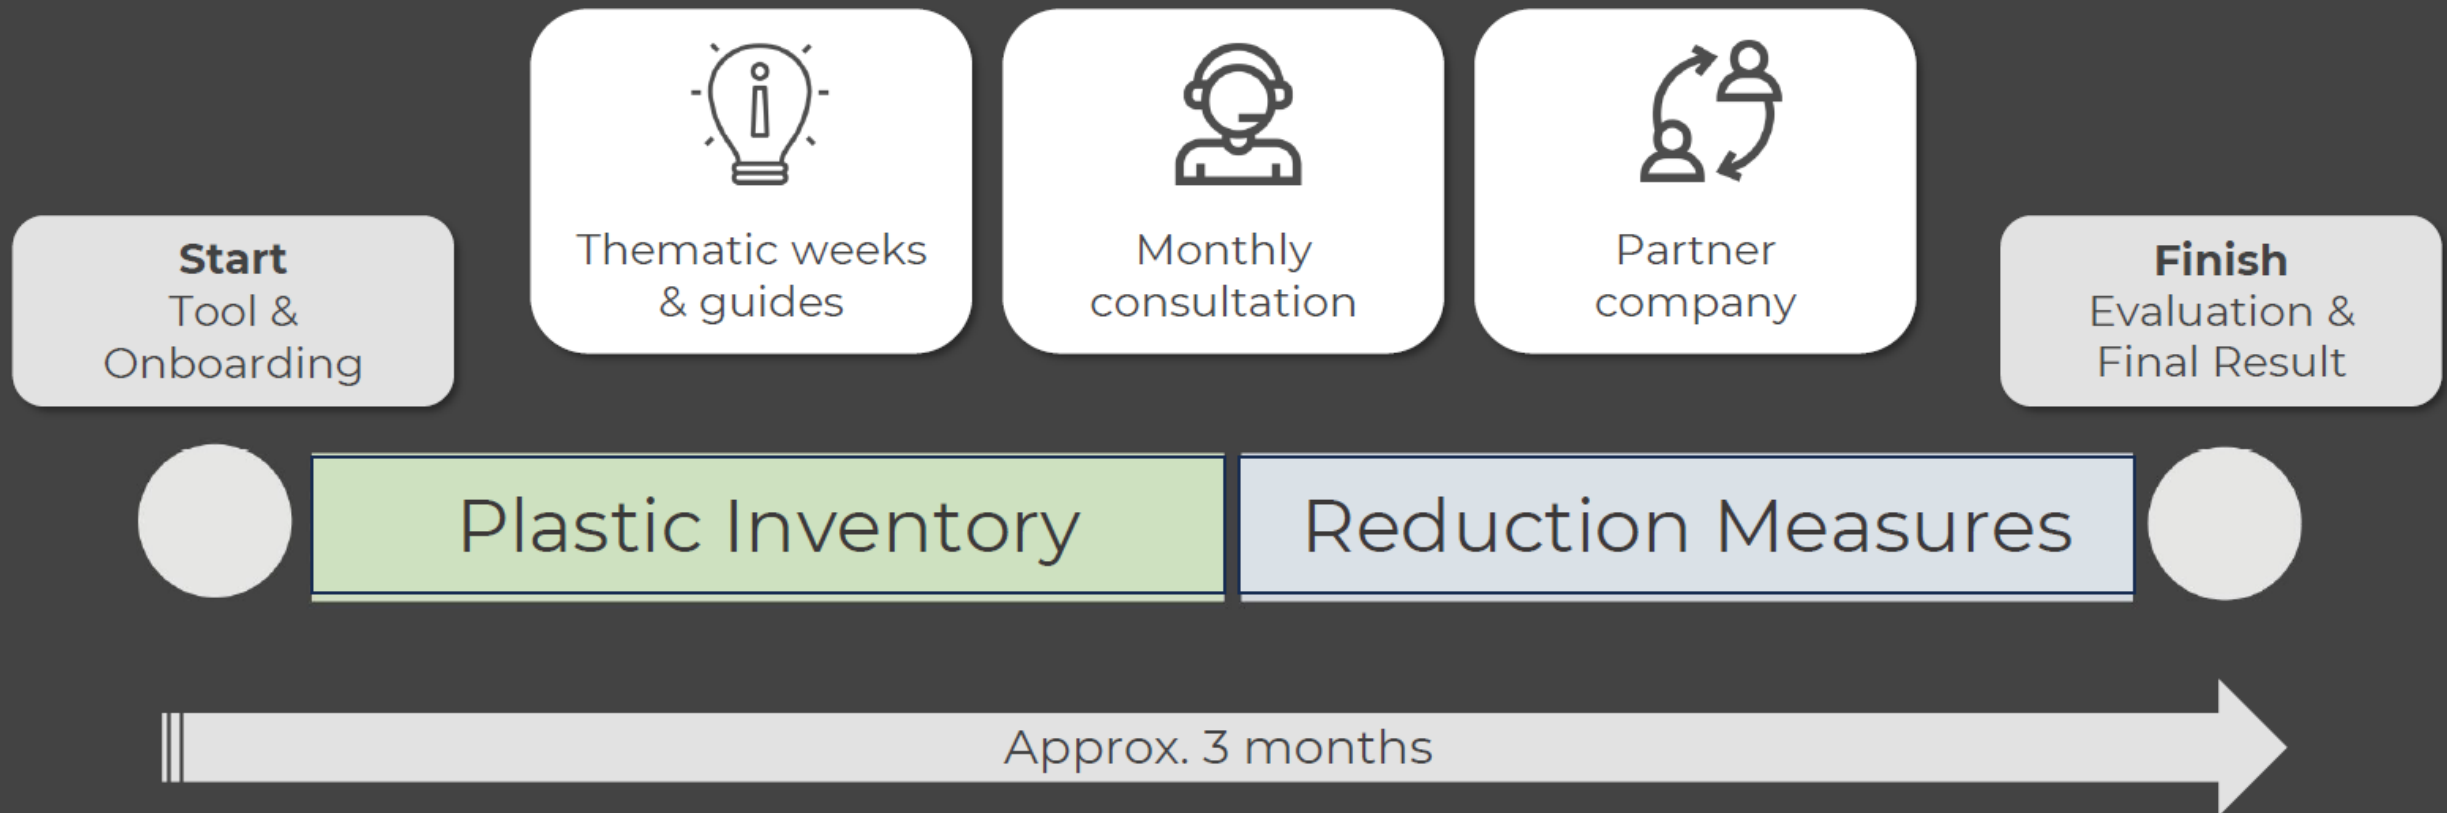 Start
Tool &
Onboarding
Thematic weeks
& guides
Monthly
consultation
Partner
company
Finish
Evaluation &
Final Result
Plastic Inventory
Reduction Measures
Approx. 3 months